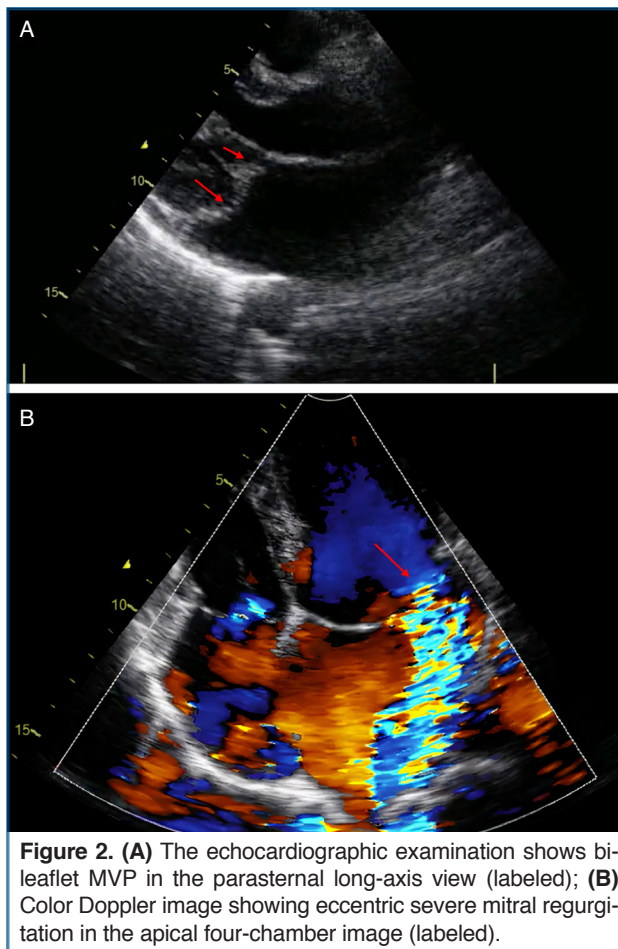 A
5
10
15
B
5
10
15
Figure 2. (A) The echocardiographic examination shows bi-
leaflet MVP in the parasternal long-axis view (labeled); (B)
Color Doppler image showing eccentric severe mitral regurgi-
tation in the apical four-chamber image (labeled).